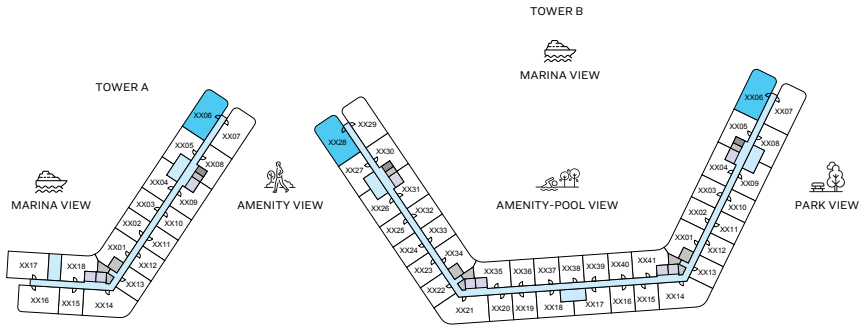 TOWER B
MARINA VIEW
TOWER A
MARINA VIEW
AMENITY VIEW
AMENITY-POOL VIEW
PARK VIEW
XX06
XX07
XX05
XX08
XX04
XX09
XX03
XX10
XX02
XX11
XX01
XX12
XX13
XX17
XX18
XX16
XX15
XX14
XX28
XX29
XX30
XX27
XX31
XX26
XX32
XX25
XX33
XX24
XX34
XX23
XX22
XX21
XX35
XX36
XX37
XX38
XX39
XX40
XX41
XX20
XX19
XX18
XX17
XX16
XX15
XX14
XX06
XX07
XX05
XX08
XX04
XX09
XX03
XX10
XX02
XX11
XX01
XX12
XX13